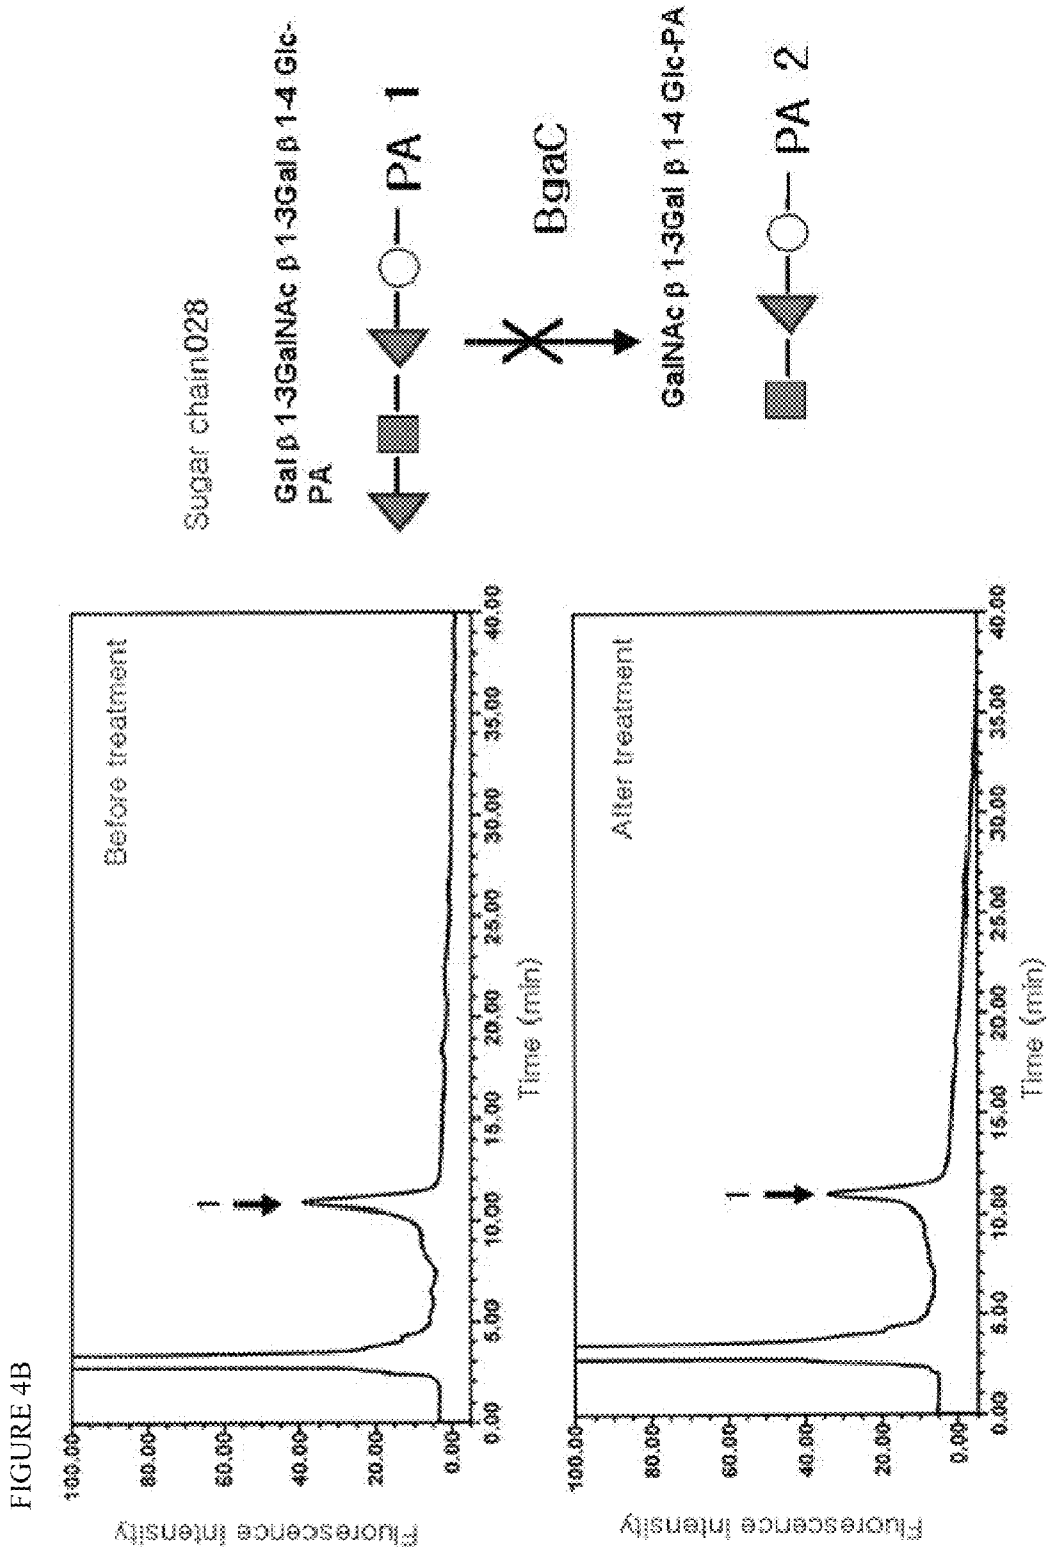 FIGURE 4B
Fluorescence Intensity
100.00
80.00
60.00
40.00
20.00
0.00
Before treatment
1
0.00
5.00
10.00
15.00
20.00
25.00
30.00
35.00
40.00
Time (min)
Fluorescence Intensity
100.00
80.00
60.00
40.00
20.00
0.00
After treatment
1
0.00
5.00
10.00
15.00
20.00
25.00
30.00
35.00
40.00
Time (min)
Sugar chain028
Gal β 1-3GalNAc β 1-3Gal β 1-4 Glc-
PA
PA 1
BgaC
GalNAc β 1-3Gal β 1-4 Glc-PA
PA 2